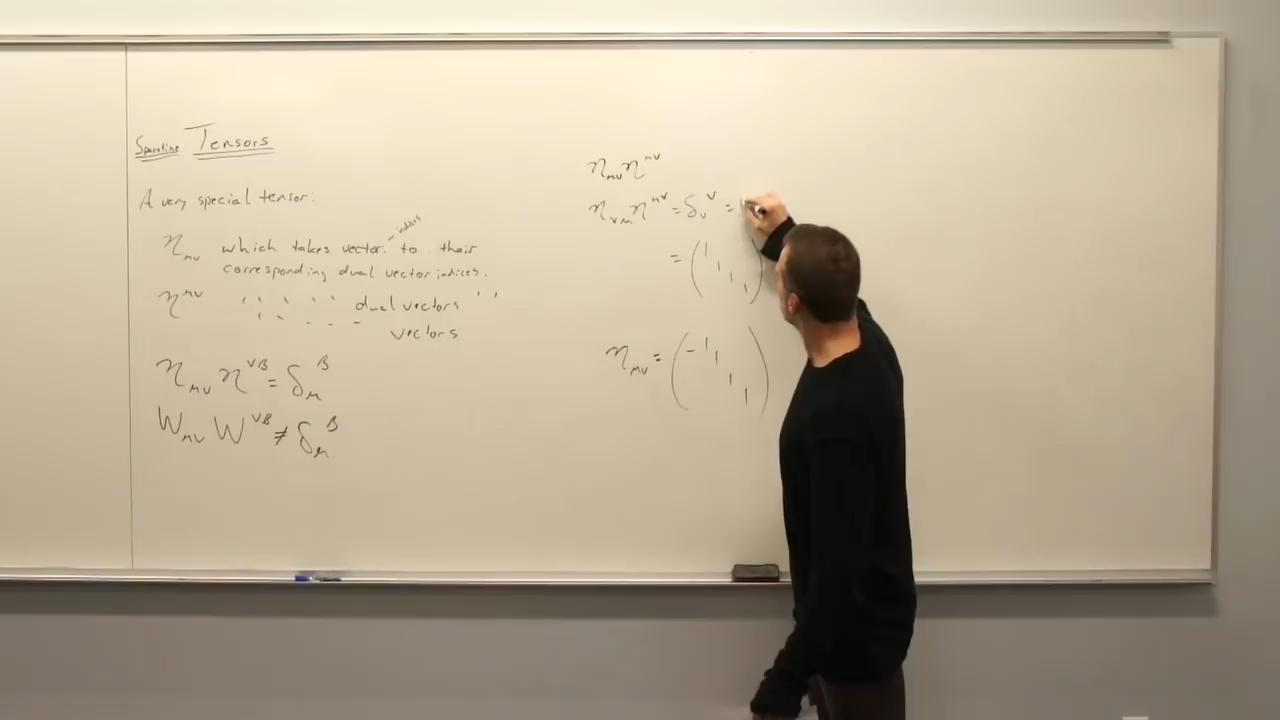 Spacetime Tensors
A very special tensor:
η_μν which takes vector indices to their
corresponding dual vector indices.
η^μν " " " " dual vectors " "
" " " " vectors
η_μν η^νβ = δ_μ^β
W_μν W^νβ ≠ δ_μ^β
η_μν η^μν
η_νμ η^μν = δ_ν^ν =
= ( 1 1 1 1 )
η_μν = ( -1 1 1 1 )